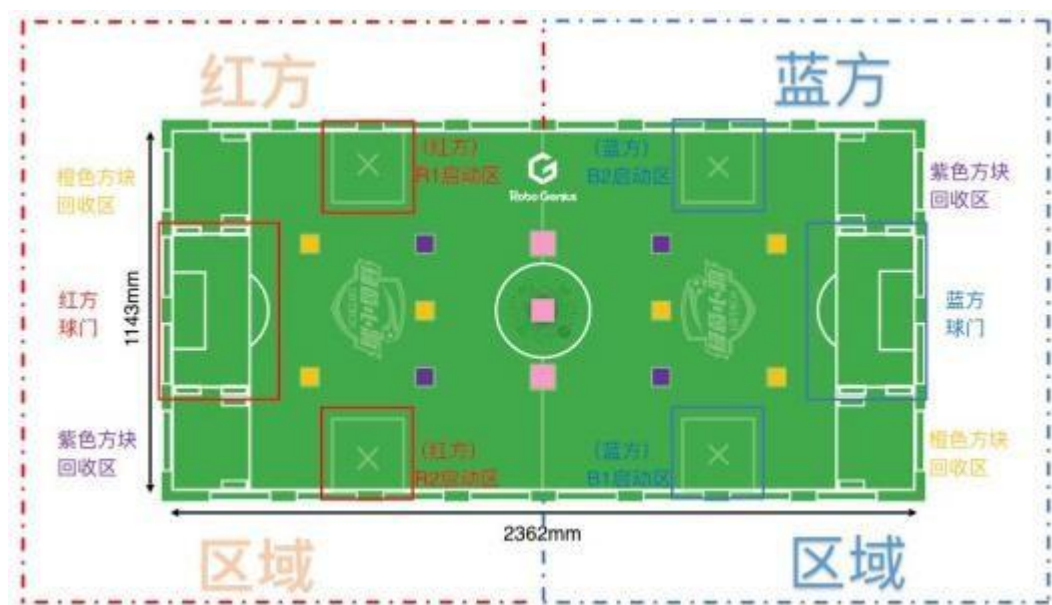 红方
蓝方
橙色方块
回收区
(红方)
R1启动区
Robo Genius
(蓝方)
B2启动区
紫色方块
回收区
红方
球门
1143mm
蓝方
球门
紫色方块
回收区
(红方)
R2启动区
(蓝方)
B1启动区
橙色方块
回收区
2362mm
区域
区域